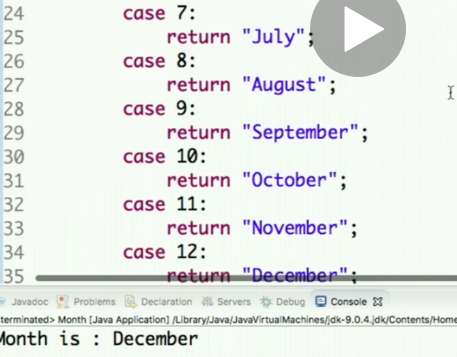 24 case 7:
25 return "July";
26 case 8:
27 return "August";
28 case 9:
29 return "September";
30 case 10:
31 return "October";
32 case 11:
33 return "November";
34 case 12:
35 return "December";
Javadoc Problems Declaration Servers Debug Console
terminated> Month [Java Application] /Library/Java/JavaVirtualMachines/jdk-9.0.4.jdk/Contents/Home
Month is : December